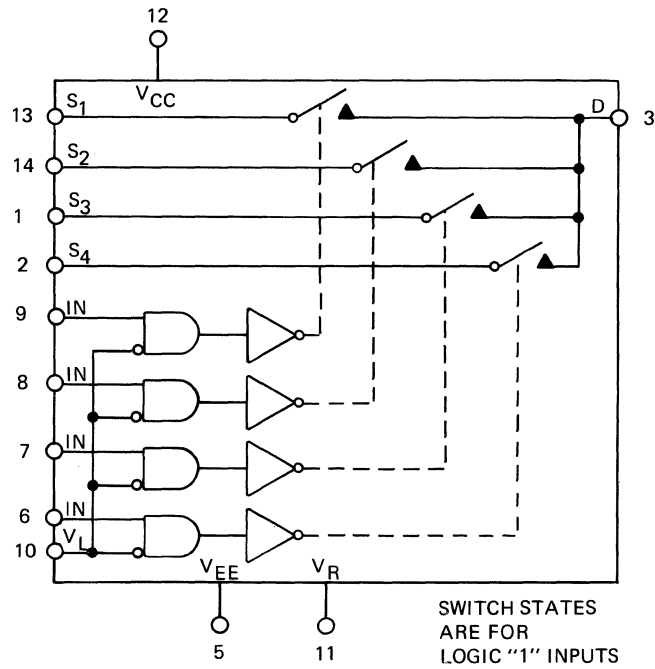 12
VCC
13 S1 D 3
14 S2
1 S3
2 S4
9 IN
8 IN
7 IN
6 IN
10 VL
VEE VR
5 11
SWITCH STATES
ARE FOR
LOGIC "1" INPUTS